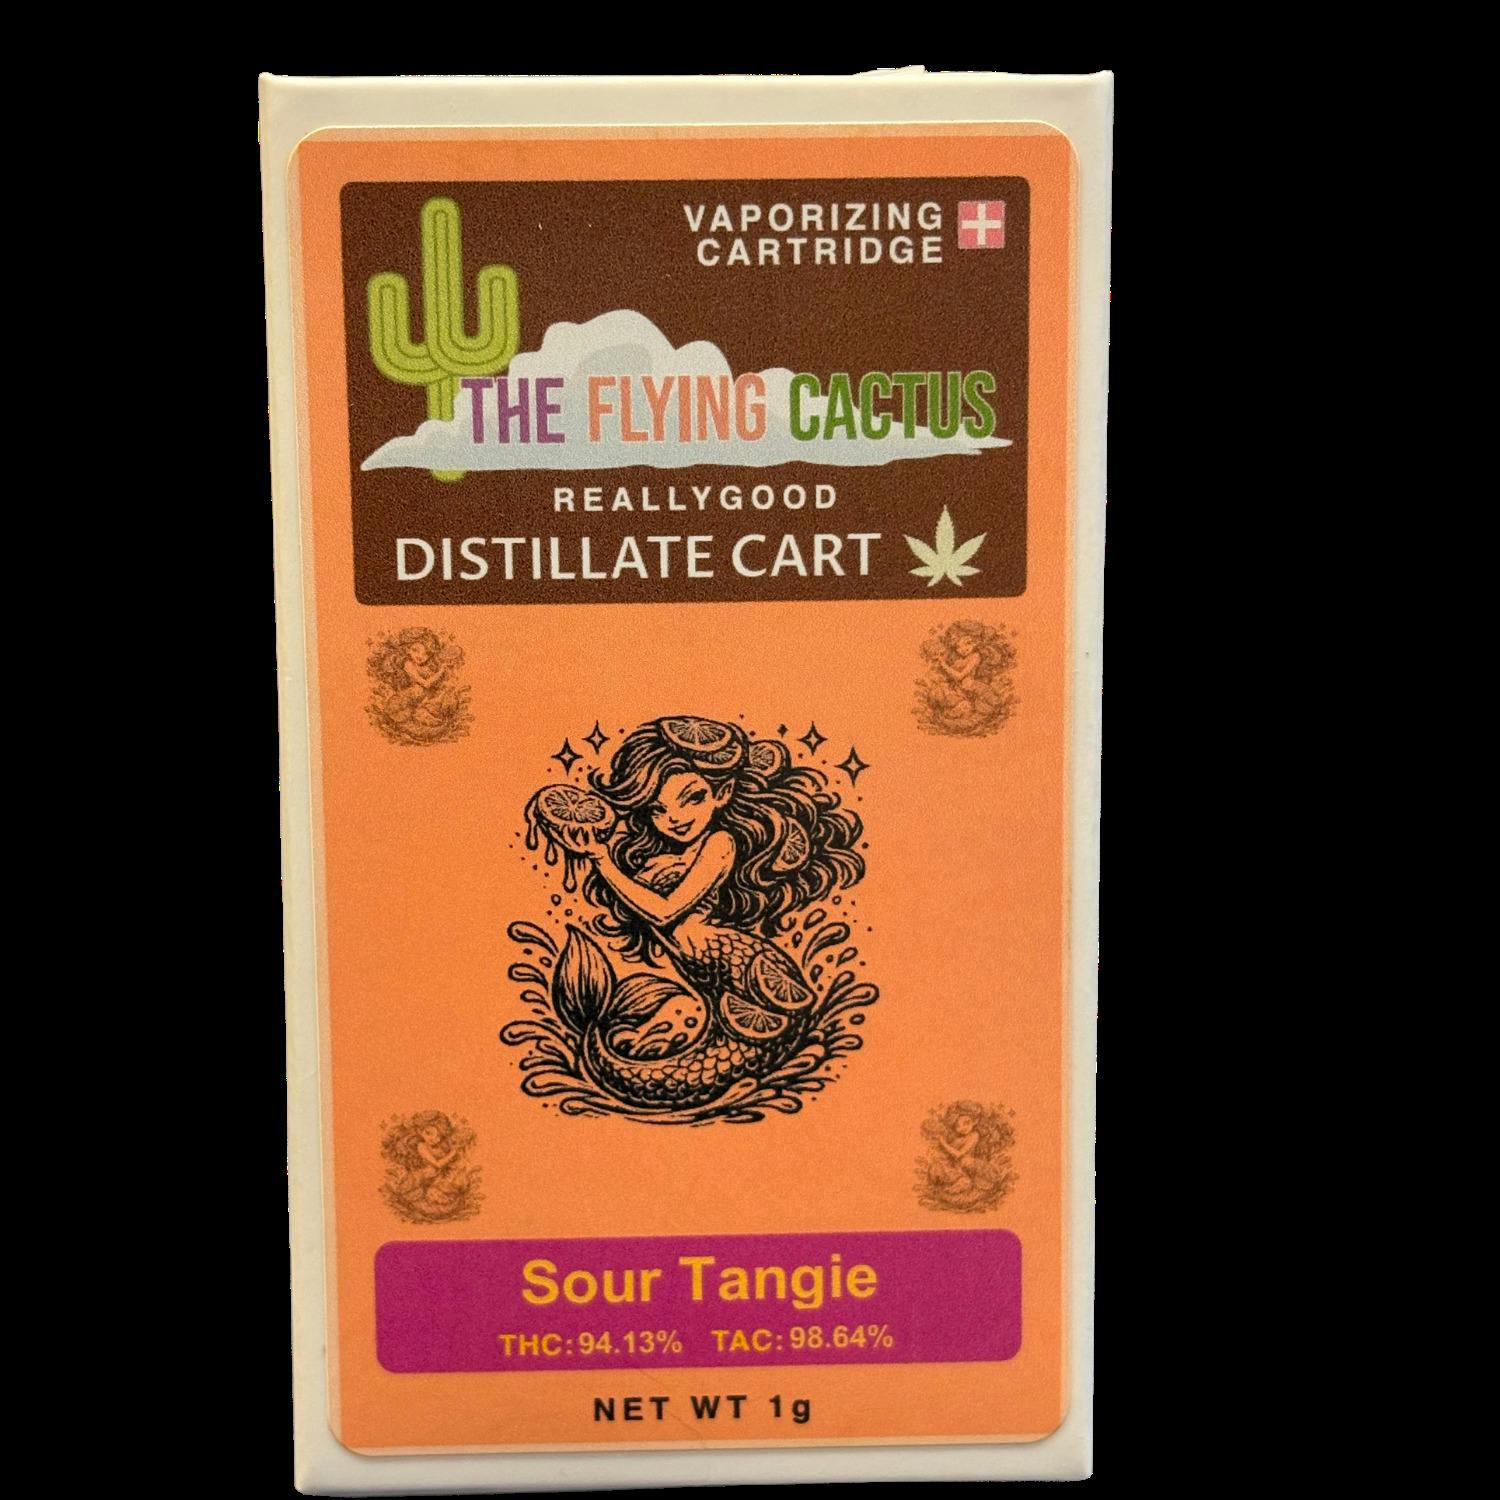 VAPORIZING
CARTRIDGE
THE FLYING CACTUS
REALLYGOOD
DISTILLATE CART
Sour Tangie
THC: 94.13% TAC: 98.64%
NET WT 1g